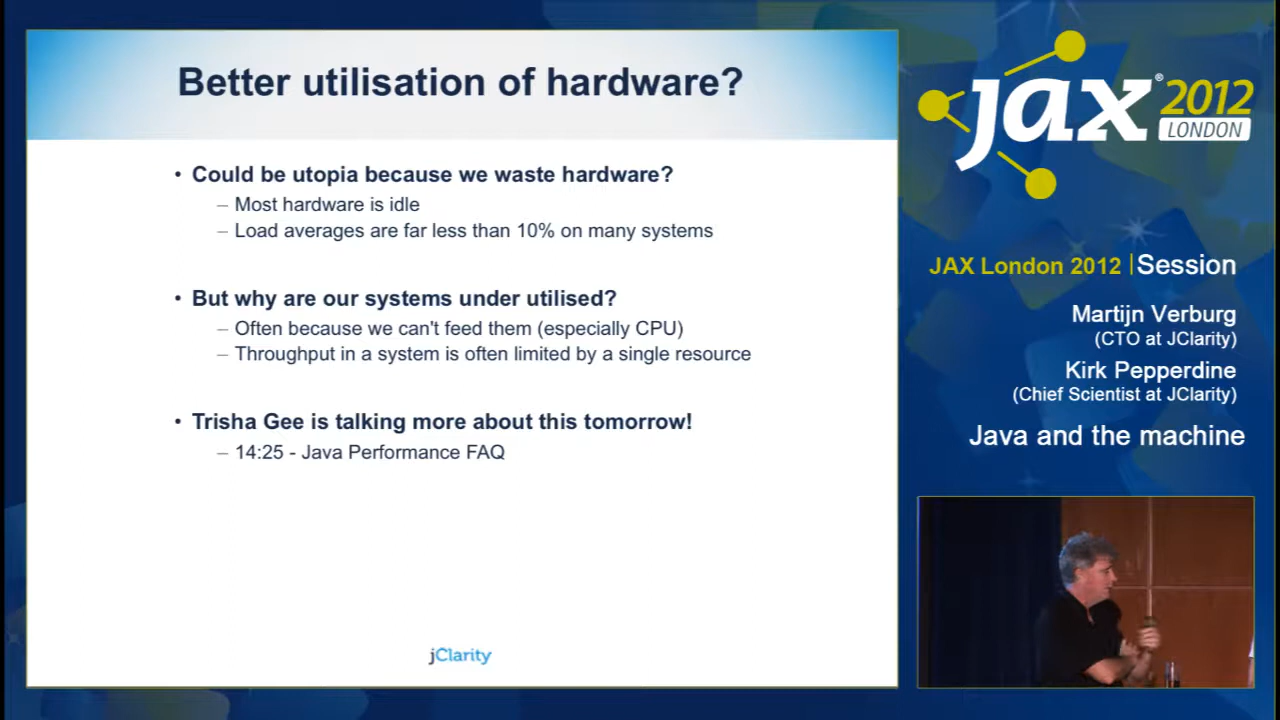 Better utilisation of hardware?
• Could be utopia because we waste hardware?
– Most hardware is idle
– Load averages are far less than 10% on many systems
• But why are our systems under utilised?
– Often because we can't feed them (especially CPU)
– Throughput in a system is often limited by a single resource
• Trisha Gee is talking more about this tomorrow!
– 14:25 - Java Performance FAQ
jClarity
jax® 2012
LONDON
JAX London 2012 | Session
Martijn Verburg
(CTO at JClarity)
Kirk Pepperdine
(Chief Scientist at JClarity)
Java and the machine